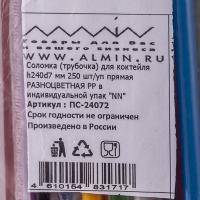 товары для Вас
и вашего бизнеса
WWW.ALMIN.RU
Соломка (трубочка) для коктейля
h240d7 мм 250 шт/уп прямая
РАЗНОЦВЕТНАЯ PP в
индивидуальной упак "NN"
Артикул : ПС-24072
Срок годности не ограничен
Произведено в России
4 610154 831717